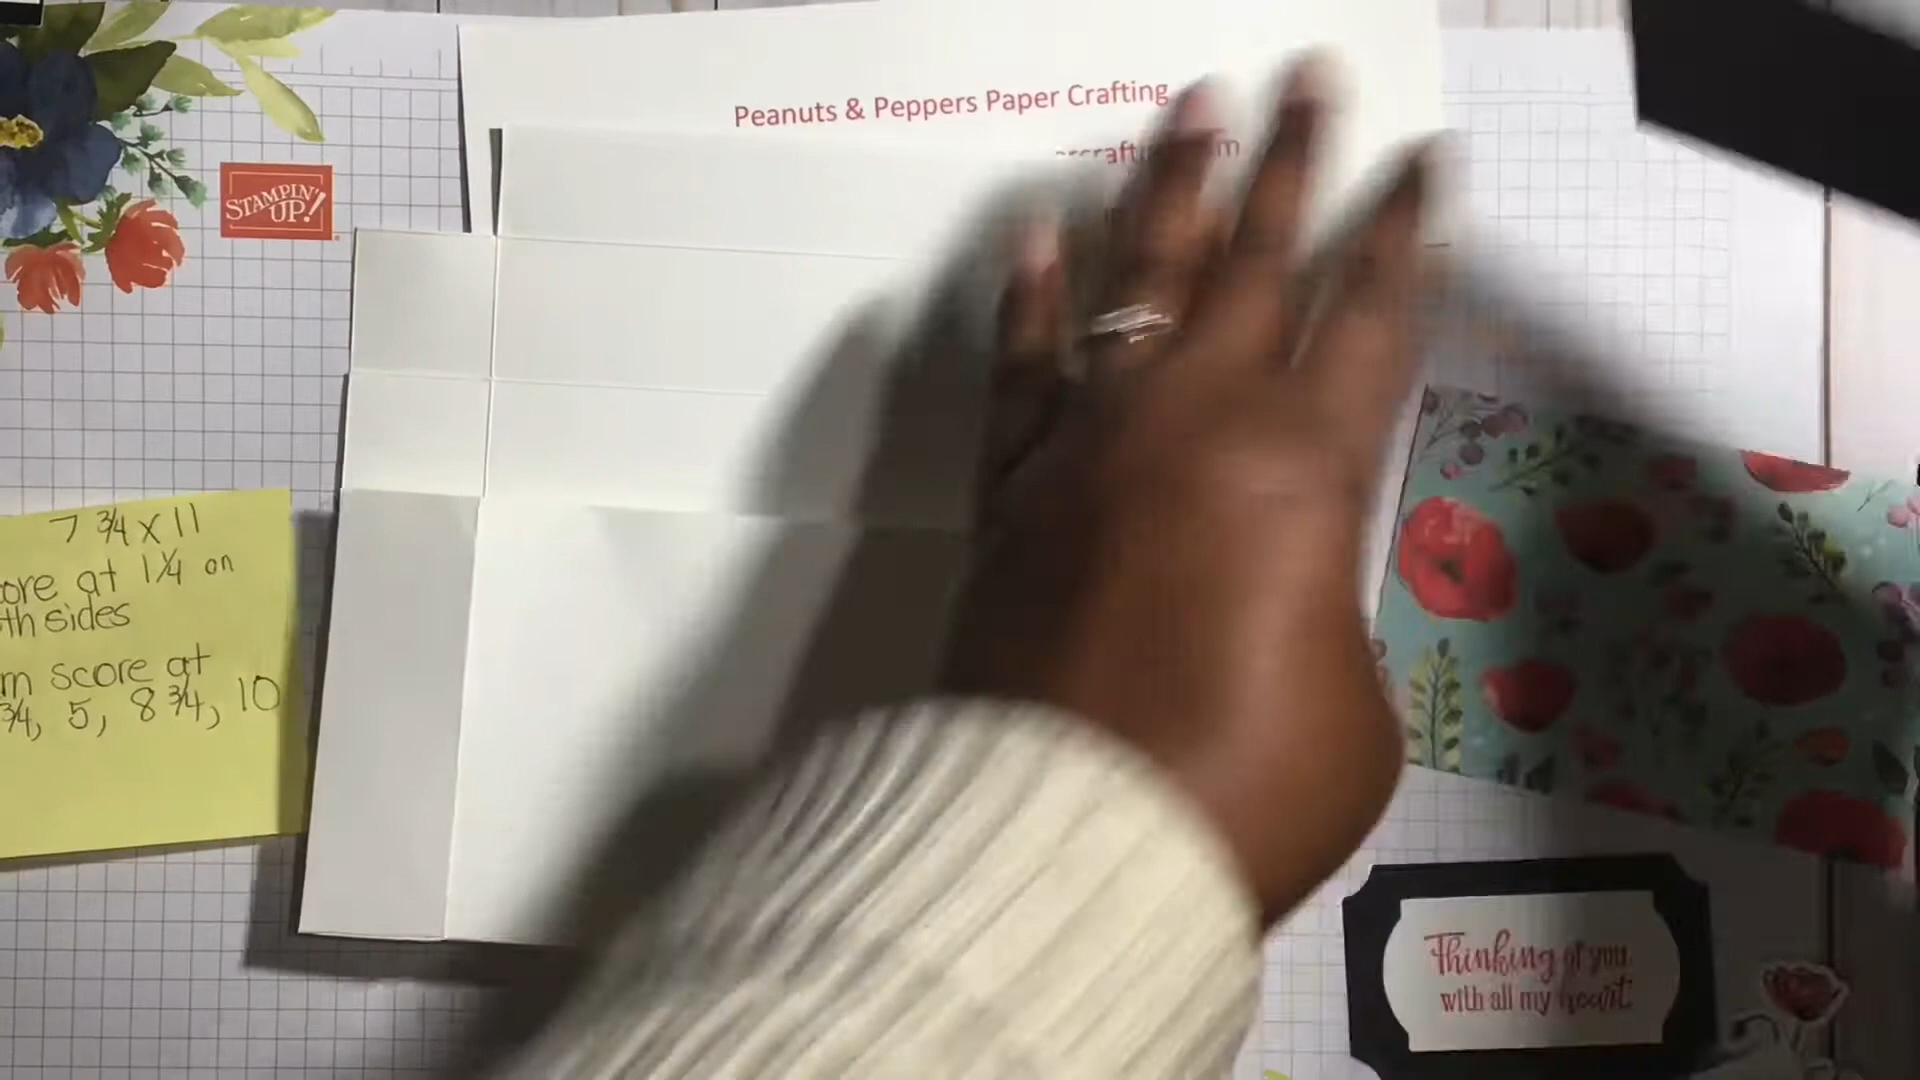 Peanuts & Peppers Paper Crafting
STAMPIN'
UP!
7 3/4 x 11
ore at 1 1/4 on
th sides
m score at
3/4, 5, 8 3/4, 10
Thinking of you
with all my heart